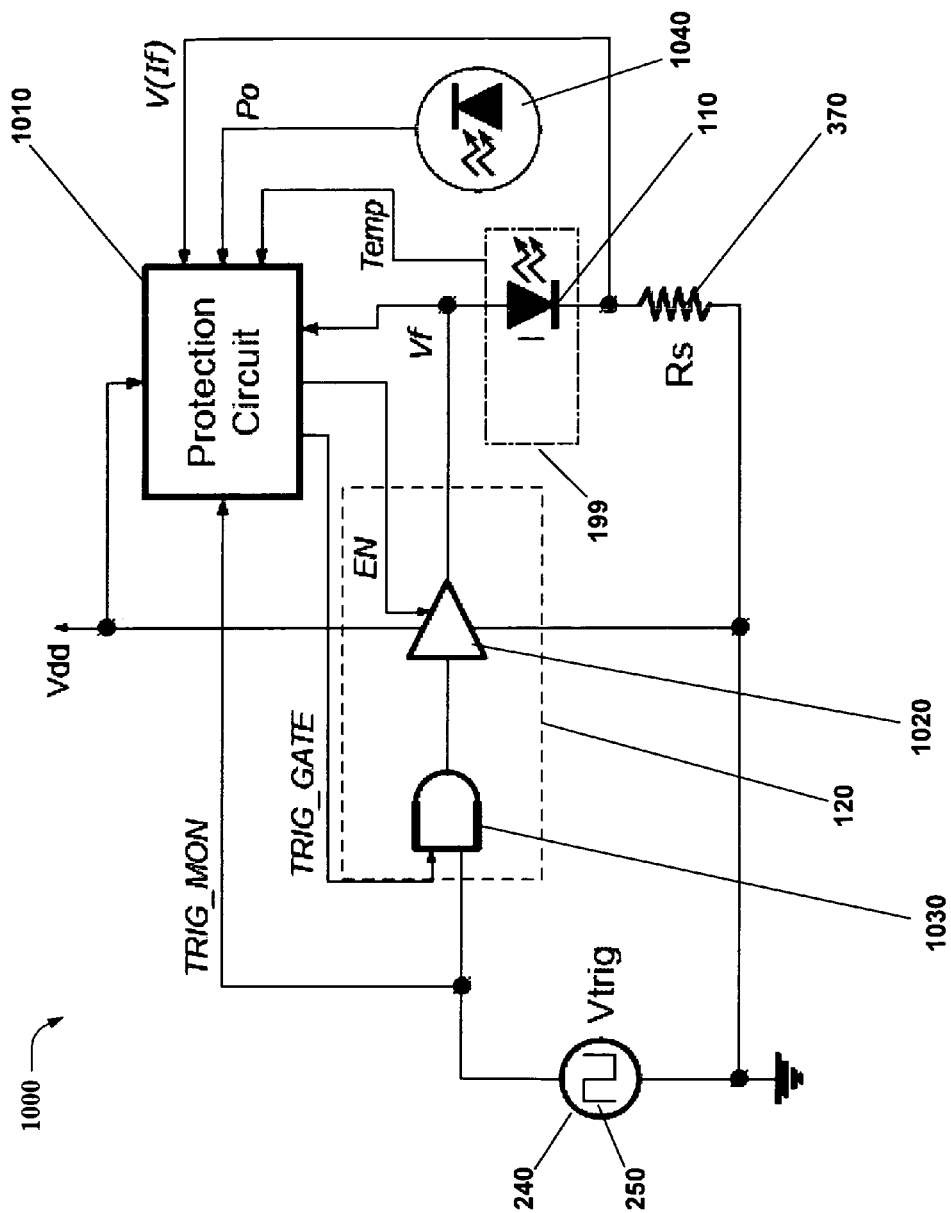 1000
Vdd
1010
Protection
Circuit
V(If)
Po
Temp
1040
TRIG_MON
TRIG_GATE
EN
Vf
110
199
Rs
370
Vtrig
240
250
1030
120
1020